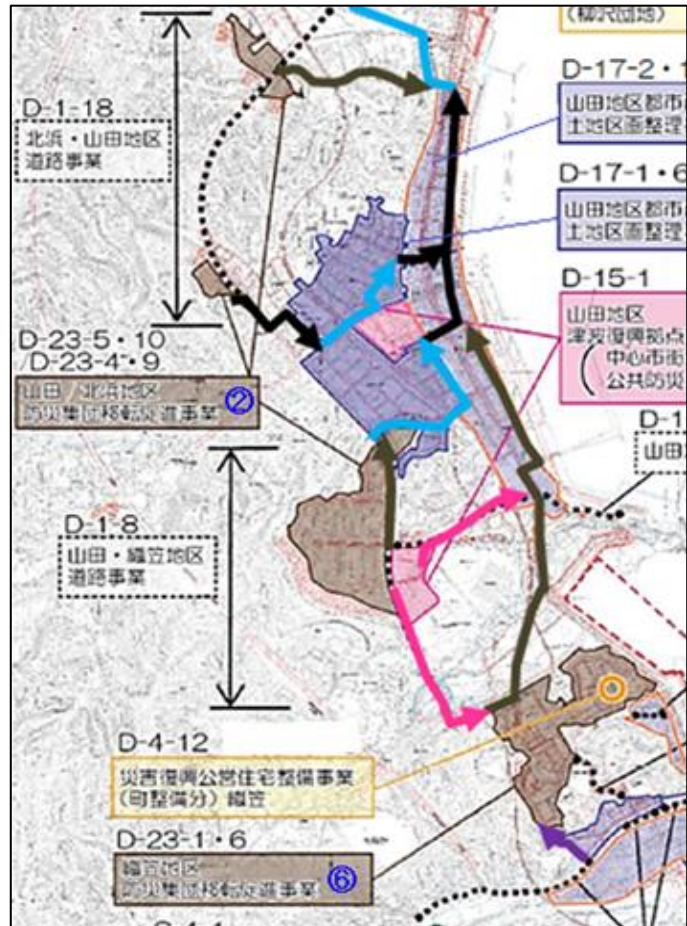 (柳沢団地)
D-17-2・1
山田地区都市
土地区画整理
D-1-18
北浜・山田地区
道路事業
D-17-1・6
山田地区都市
土地区画整理
D-15-1
山田地区
津波復興拠点
中心市街
公共防災
D-23-5・10
/D-23-4・9
山田/北浜地区
防災集団移転促進事業 ②
D-1
山田
D-1-8
山田・織笠地区
道路事業
D-4-12
災害復興公営住宅整備事業
(町整備分) 織笠
D-23-1・6
織笠地区
防災集団移転促進事業 ⑥